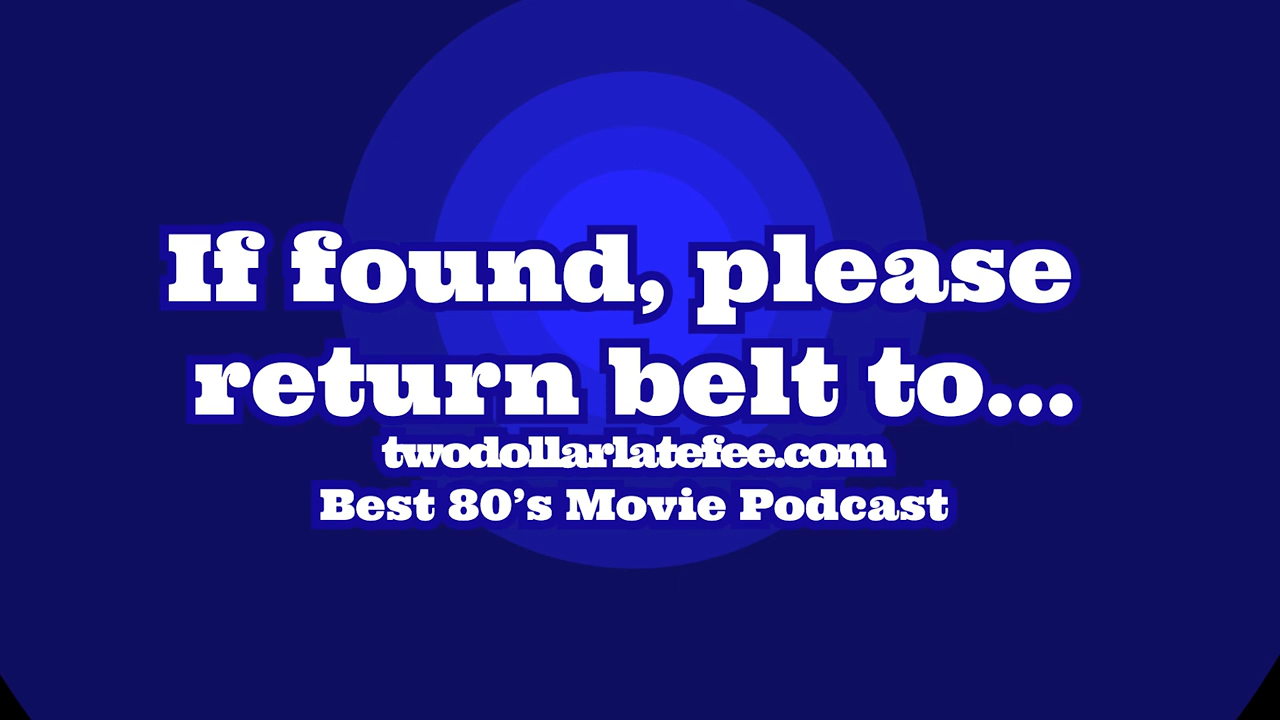 If found, please
return belt to...
twodollarlatefee.com
Best 80's Movie Podcast